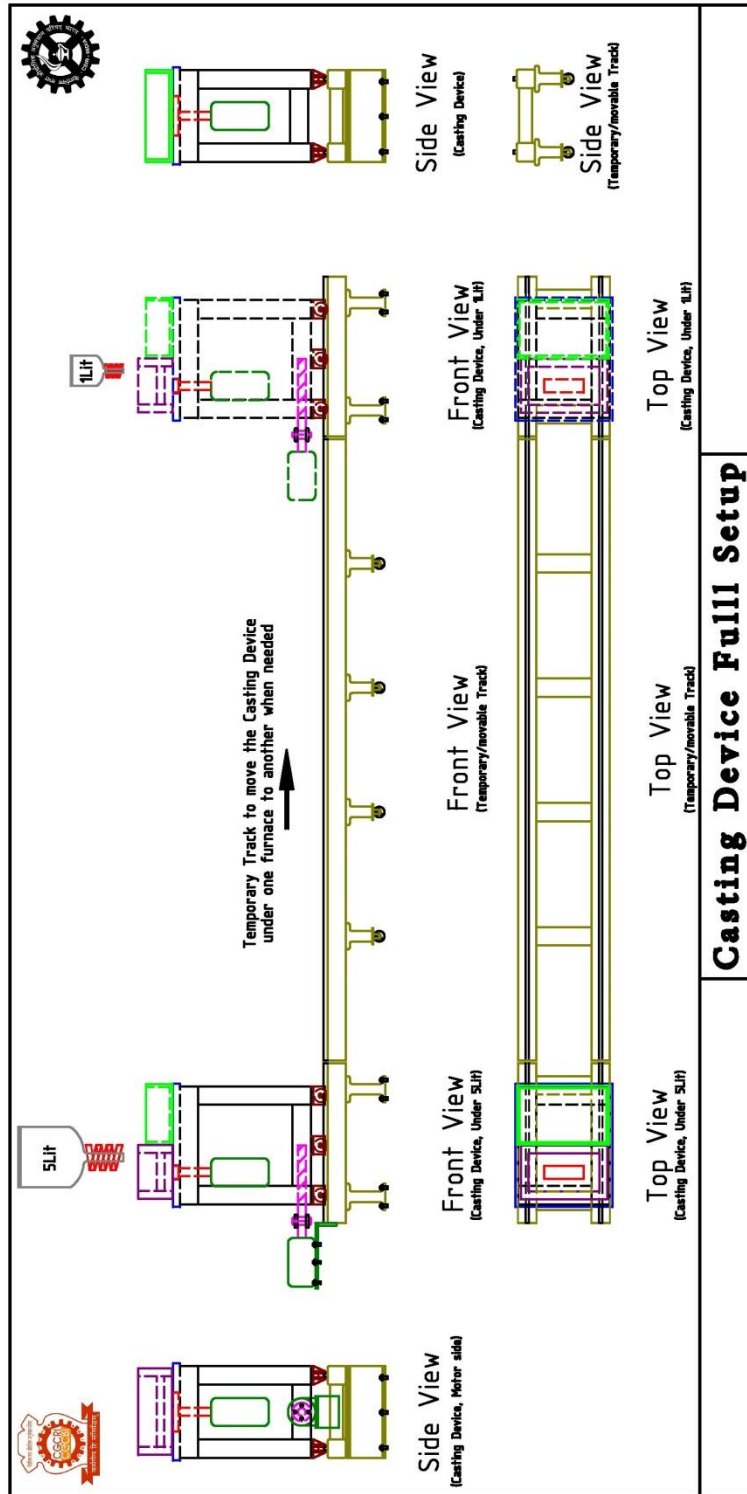 CGCRI
5Lit
1Lit
Temporary Track to move the Casting Device
under one furnace to another when needed
Side View
(Casting Device, Motor side)
Front View
(Casting Device, Under 5Lit)
Front View
(Temporary/movable Track)
Front View
(Casting Device, Under 1Lit)
Side View
(Casting Device)
Top View
(Casting Device, Under 5Lit)
Top View
(Temporary/movable Track)
Top View
(Casting Device, Under 1Lit)
Side View
(Temporary/movable Track)
Casting Device Fulll Setup